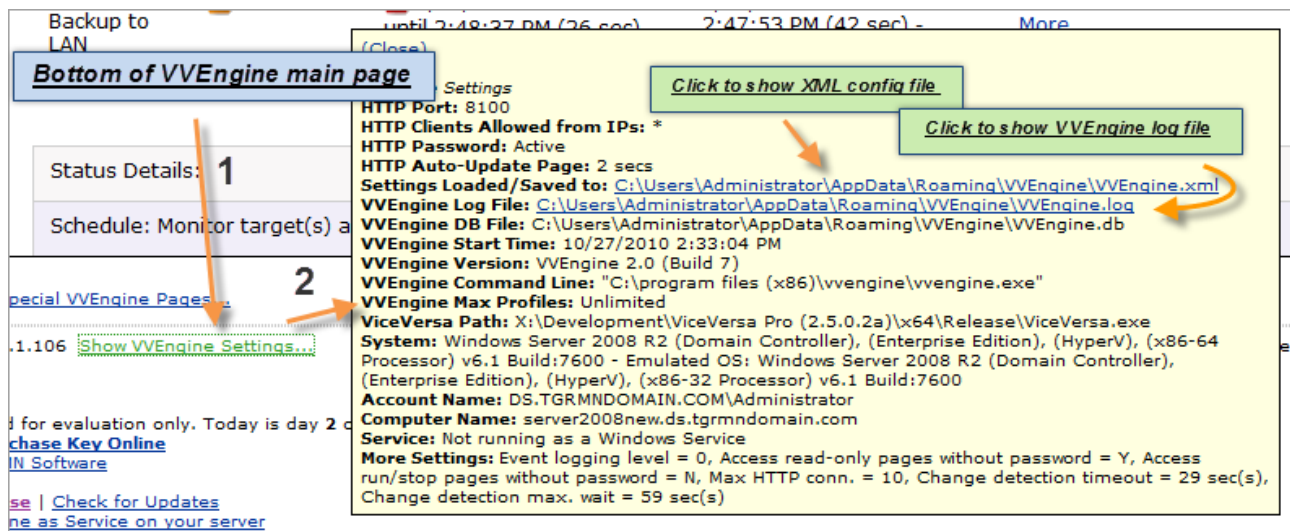 Backup to
LAN
until 2:48:37 PM (26 sec)
2:47:53 PM (42 sec) -
More
Bottom of VVEngine main page
(Close)
Settings
Click to show XML config file
HTTP Port: 8100
HTTP Clients Allowed from IPs: *
Click to show VVEngine log file
HTTP Password: Active
HTTP Auto-Update Page: 2 secs
Settings Loaded/Saved to: C:\Users\Administrator\AppData\Roaming\VVEngine\VVEngine.xml
VVEngine Log File: C:\Users\Administrator\AppData\Roaming\VVEngine\VVEngine.log
VVEngine DB File: C:\Users\Administrator\AppData\Roaming\VVEngine\VVEngine.db
VVEngine Start Time: 10/27/2010 2:33:04 PM
VVEngine Version: VVEngine 2.0 (Build 7)
VVEngine Command Line: "C:\program files (x86)\vvengine\vvengine.exe"
VVEngine Max Profiles: Unlimited
ViceVersa Path: X:\Development\ViceVersa Pro (2.5.0.2a)\x64\Release\ViceVersa.exe
System: Windows Server 2008 R2 (Domain Controller), (Enterprise Edition), (HyperV), (x86-64
Processor) v6.1 Build:7600 - Emulated OS: Windows Server 2008 R2 (Domain Controller),
(Enterprise Edition), (HyperV), (x86-32 Processor) v6.1 Build:7600
Account Name: DS.TGRMNDOMAIN.COM\Administrator
Computer Name: server2008new.ds.tgrmndomain.com
Service: Not running as a Windows Service
More Settings: Event logging level = 0, Access read-only pages without password = Y, Access
run/stop pages without password = N, Max HTTP conn. = 10, Change detection timeout = 29 sec(s),
Change detection max. wait = 59 sec(s)
Status Details: 1
Schedule: Monitor target(s) a
pecial VVEngine Pages...
2
.1.106 Show VVEngine Settings...
d for evaluation only. Today is day 2 o
chase Key Online
IN Software
se | Check for Updates
ne as Service on your server